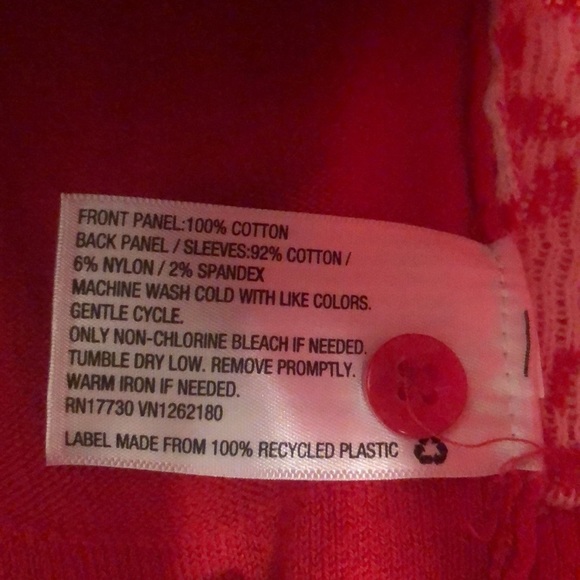 FRONT PANEL:100% COTTON
BACK PANEL / SLEEVES:92% COTTON /
6% NYLON / 2% SPANDEX
MACHINE WASH COLD WITH LIKE COLORS.
GENTLE CYCLE.
ONLY NON-CHLORINE BLEACH IF NEEDED.
TUMBLE DRY LOW. REMOVE PROMPTLY.
WARM IRON IF NEEDED.
RN17730 VN1262180
LABEL MADE FROM 100% RECYCLED PLASTIC